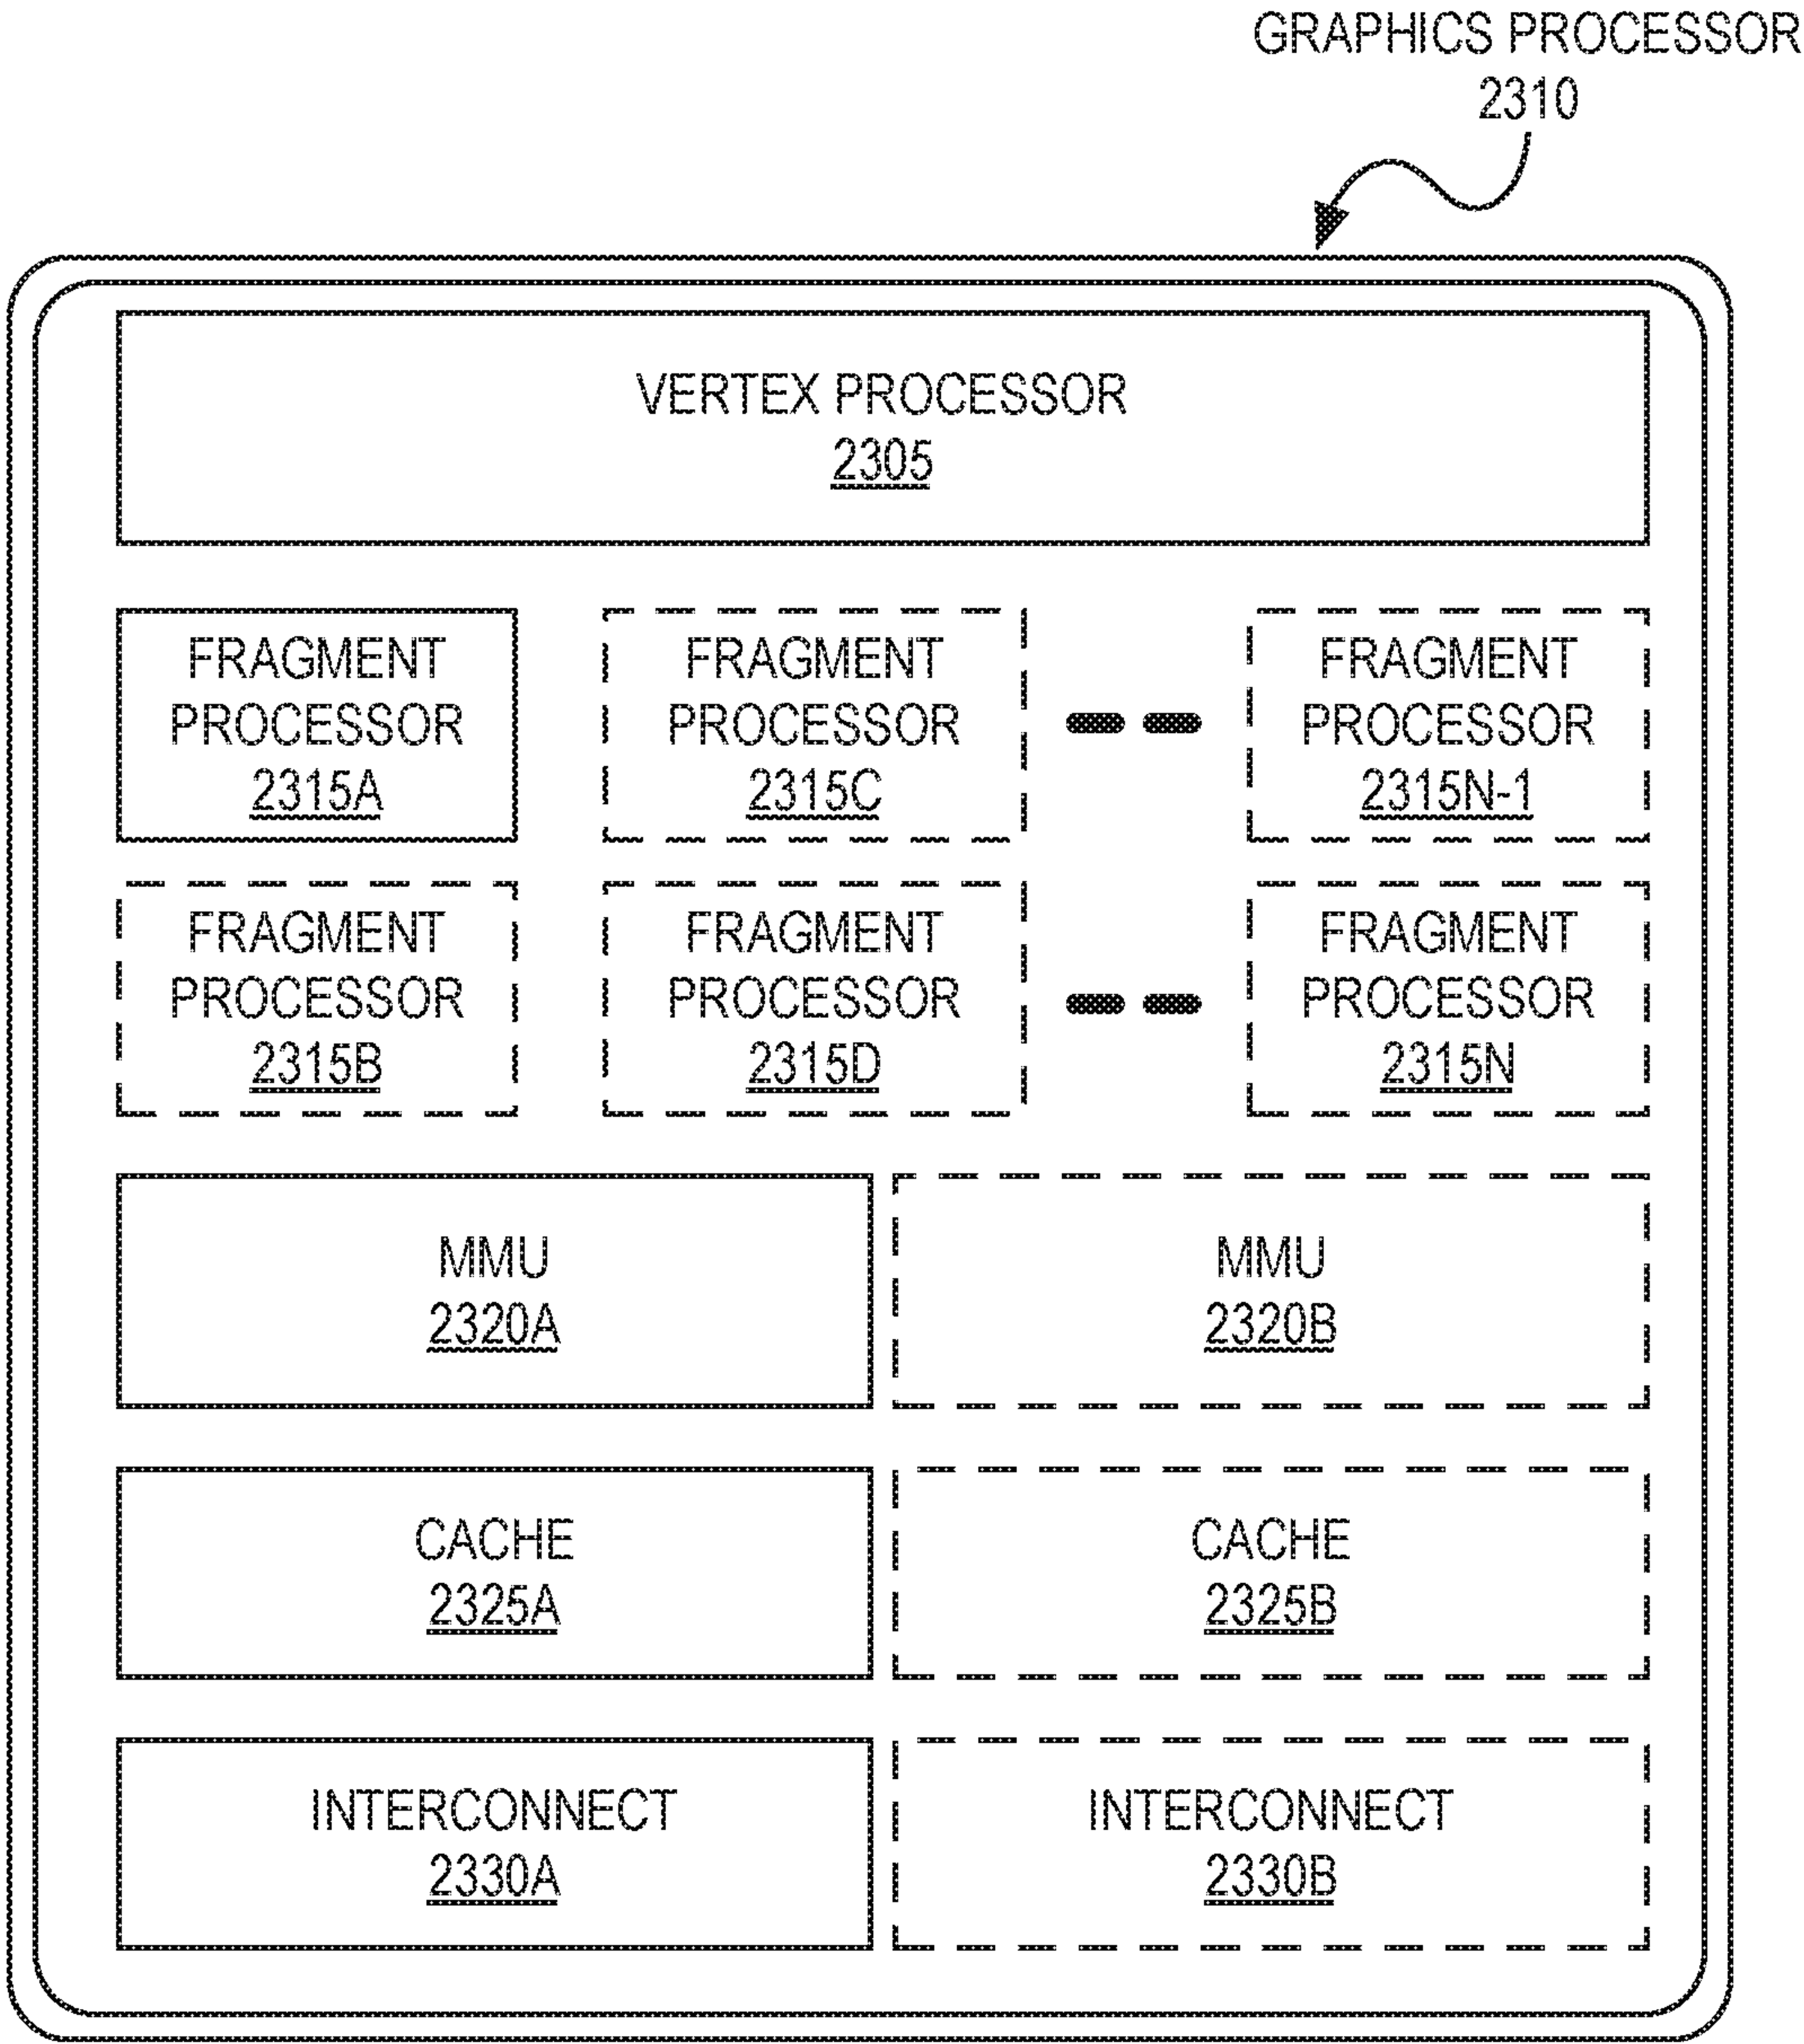 GRAPHICS PROCESSOR
2310
VERTEX PROCESSOR
2305
FRAGMENT
PROCESSOR
2315A
FRAGMENT
PROCESSOR
2315C
FRAGMENT
PROCESSOR
2315N-1
FRAGMENT
PROCESSOR
2315B
FRAGMENT
PROCESSOR
2315D
FRAGMENT
PROCESSOR
2315N
MMU
2320A
MMU
2320B
CACHE
2325A
CACHE
2325B
INTERCONNECT
2330A
INTERCONNECT
2330B